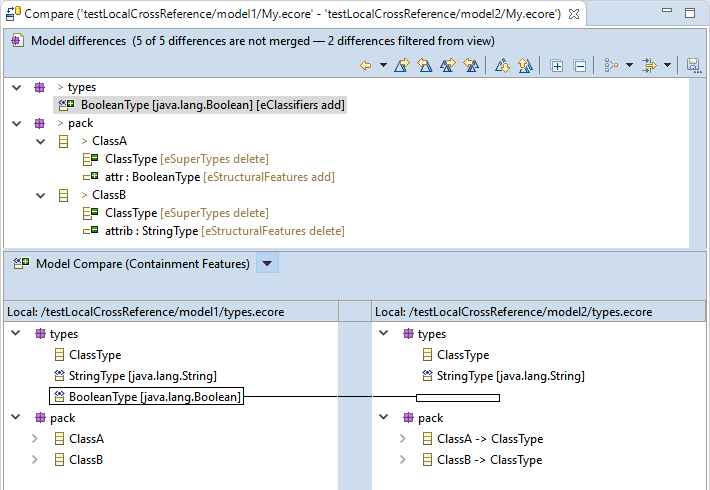 Compare ('testLocalCrossReference/model1/My.ecore' - 'testLocalCrossReference/model2/My.ecore')
Model differences (5 of 5 differences are not merged — 2 differences filtered from view)
> types
BooleanType [java.lang.Boolean] [eClassifiers add]
> pack
> ClassA
ClassType [eSuperTypes delete]
attr : BooleanType [eStructuralFeatures add]
> ClassB
ClassType [eSuperTypes delete]
attrib : StringType [eStructuralFeatures delete]
Model Compare (Containment Features)
Local: /testLocalCrossReference/model1/types.ecore
Local: /testLocalCrossReference/model2/types.ecore
types
ClassType
StringType [java.lang.String]
BooleanType [java.lang.Boolean]
pack
ClassA
ClassB
types
ClassType
StringType [java.lang.String]
pack
ClassA -> ClassType
ClassB -> ClassType